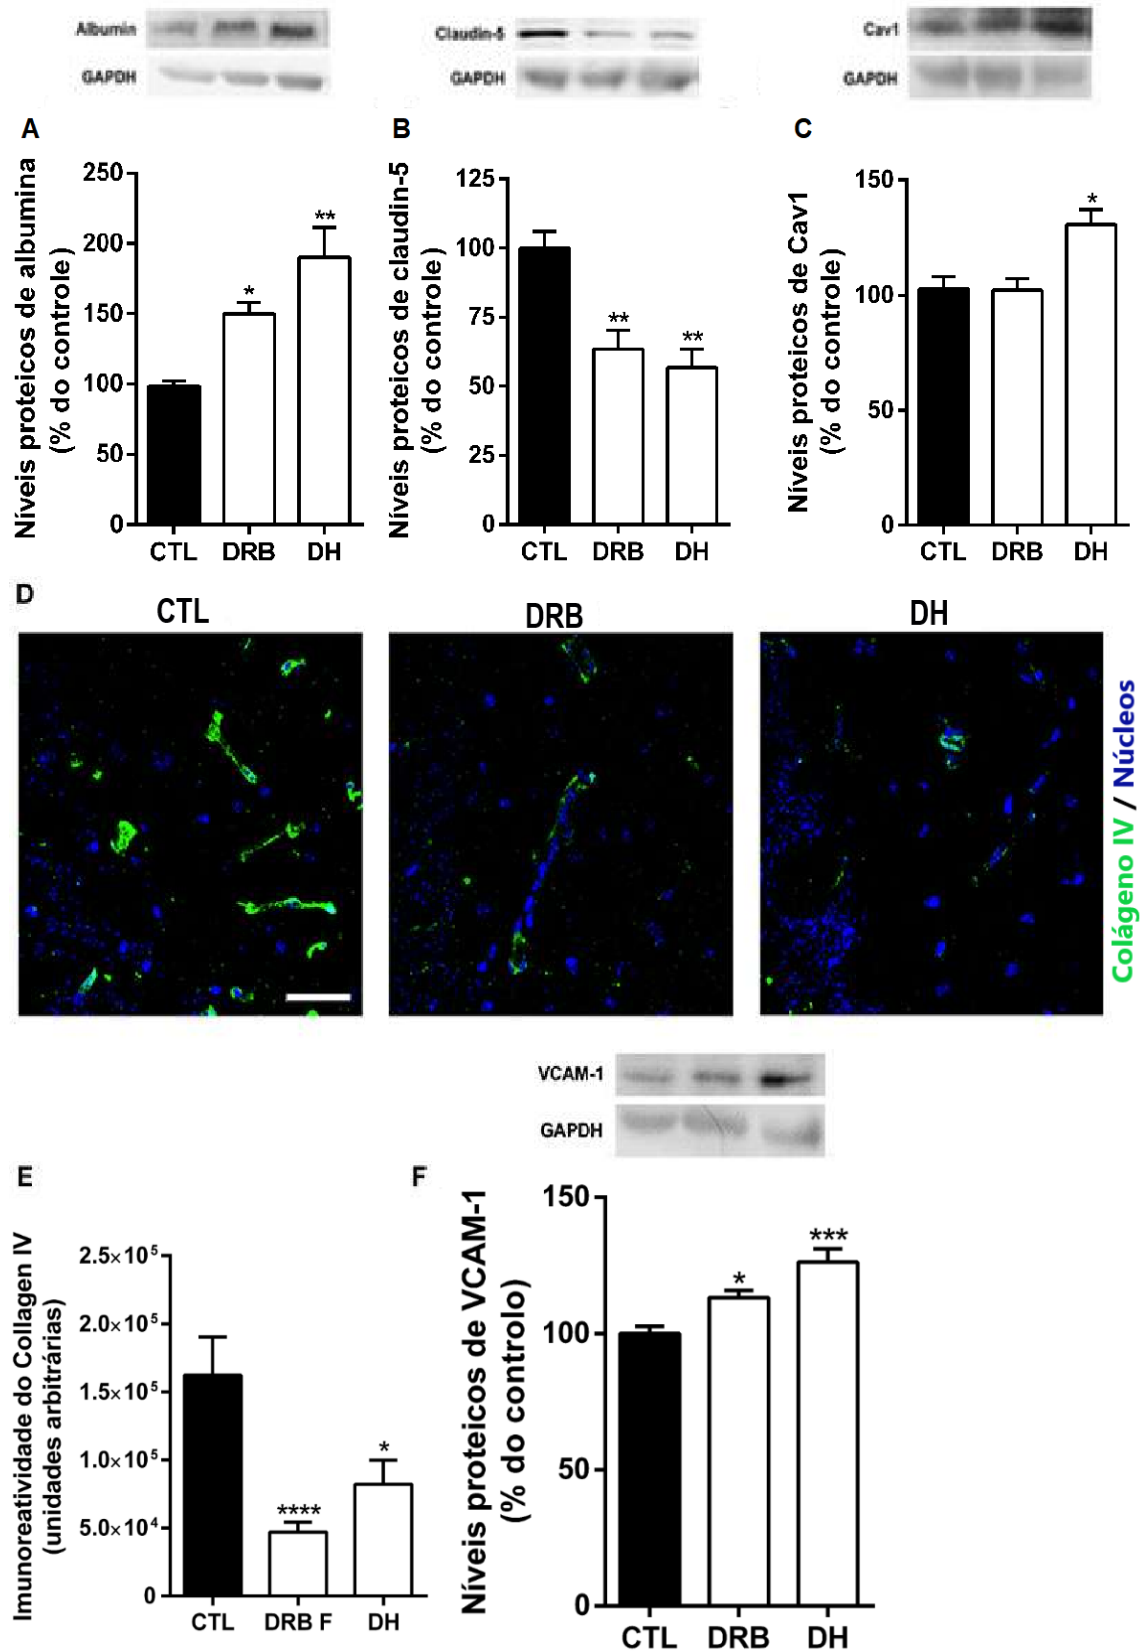 Albumin
GAPDH
Claudin-5
GAPDH
Cav1
GAPDH
A
Níveis proteicos de albumina
(% do controle)
250
200
150
100
50
0
*
**
CTL DRB DH
B
Níveis proteicos de claudin-5
(% do controle)
125
100
75
50
25
0
**
**
CTL DRB DH
C
Níveis proteicos de Cav1
(% do controle)
150
100
50
0
*
CTL DRB DH
D
CTL
DRB
DH
Colágeno IV / Núcleos
VCAM-1
GAPDH
E
Imunoreatividade do Collagen IV
(unidades arbitrárias)
2.5×10⁵
2.0×10⁵
1.5×10⁵
1.0×10⁵
5.0×10⁴
0
****
*
CTL DRB F DH
F
Níveis proteicos de VCAM-1
(% do controlo)
150
100
50
0
*
***
CTL DRB DH